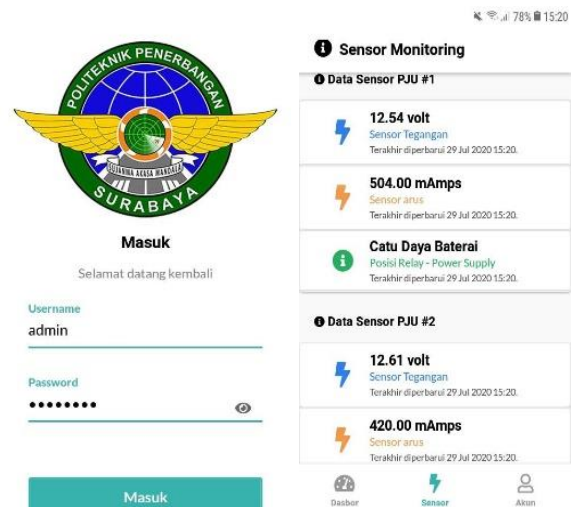 POLITEKNIK PENERBANGAN
SURABAYA
Masuk
Selamat datang kembali
Username
admin
Password
••••••••
Masuk
78% 15:20
Sensor Monitoring
Data Sensor PJU #1
12.54 volt
Sensor Tegangan
Terakhir diperbarui 29 Jul 2020 15:20.
504.00 mAmps
Sensor arus
Terakhir diperbarui 29 Jul 2020 15:20.
Catu Daya Baterai
Posisi Relay - Power Supply
Terakhir diperbarui 29 Jul 2020 15:20.
Data Sensor PJU #2
12.61 volt
Sensor Tegangan
Terakhir diperbarui 29 Jul 2020 15:20.
420.00 mAmps
Sensor arus
Terakhir diperbarui 29 Jul 2020 15:20.
Dasbor
Sensor
Akun